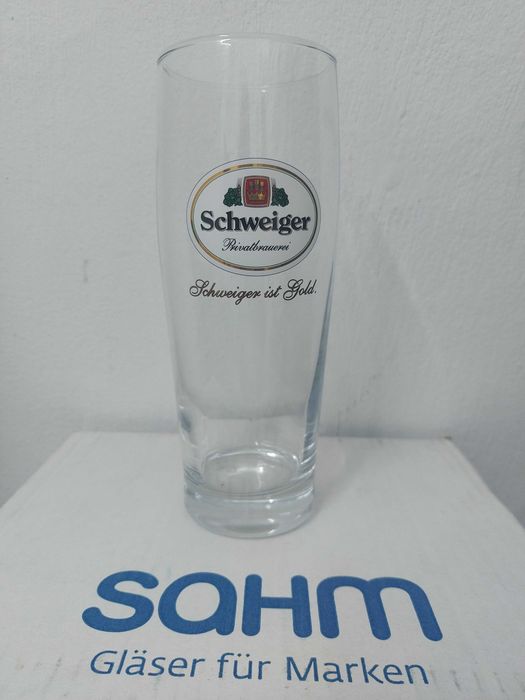 Schweiger
Privatbrauerei
Schweiger ist Gold.
saHm
Gläser für Marken